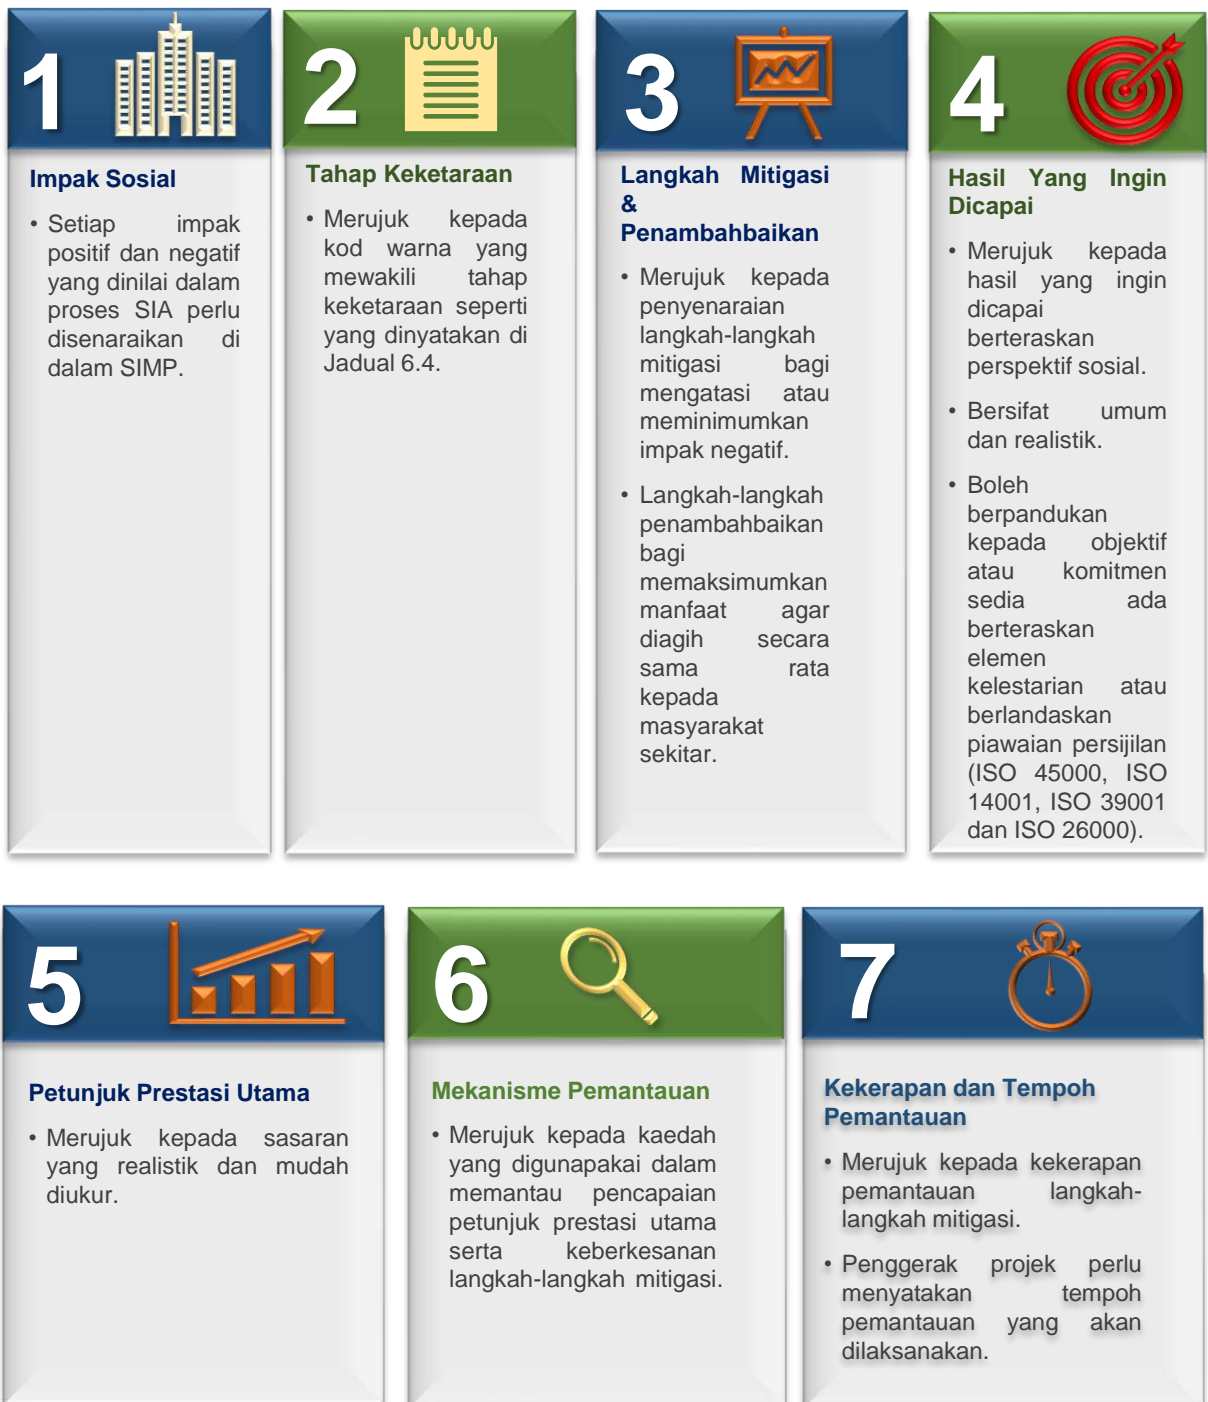 1
Impak Sosial
• Setiap impak
positif dan negatif
yang dinilai dalam
proses SIA perlu
disenaraikan di
dalam SIMP.
2
Tahap Keketaraan
• Merujuk kepada
kod warna yang
mewakili tahap
keketaraan seperti
yang dinyatakan di
Jadual 6.4.
3
Langkah Mitigasi
&
Penambahbaikan
• Merujuk kepada
penyenaraian
langkah-langkah
mitigasi bagi
mengatasi atau
meminimumkan
impak negatif.
• Langkah-langkah
penambahbaikan
bagi
memaksimumkan
manfaat agar
diagih secara
sama rata
kepada
masyarakat
sekitar.
4
Hasil Yang Ingin
Dicapai
• Merujuk kepada
hasil yang ingin
dicapai
berteraskan
perspektif sosial.
• Bersifat umum
dan realistik.
• Boleh
berpandukan
kepada objektif
atau komitmen
sedia ada
berteraskan
elemen
kelestarian atau
berlandaskan
piawaian persijilan
(ISO 45000, ISO
14001, ISO 39001
dan ISO 26000).
5
Petunjuk Prestasi Utama
• Merujuk kepada sasaran
yang realistik dan mudah
diukur.
6
Mekanisme Pemantauan
• Merujuk kepada kaedah
yang digunapakai dalam
memantau pencapaian
petunjuk prestasi utama
serta keberkesanan
langkah-langkah mitigasi.
7
Kekerapan dan Tempoh
Pemantauan
• Merujuk kepada kekerapan
pemantauan langkah-
langkah mitigasi.
• Penggerak projek perlu
menyatakan tempoh
pemantauan yang akan
dilaksanakan.